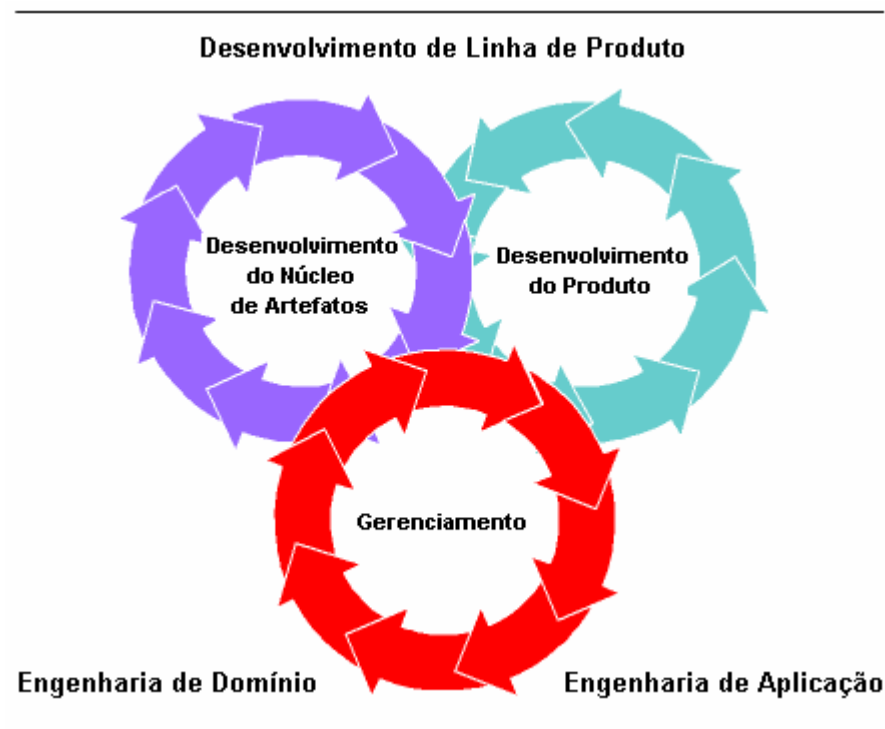 Desenvolvimento de Linha de Produto
Desenvolvimento
do Núcleo
de Artefatos
Desenvolvimento
do Produto
Gerenciamento
Engenharia de Domínio
Engenharia de Aplicação